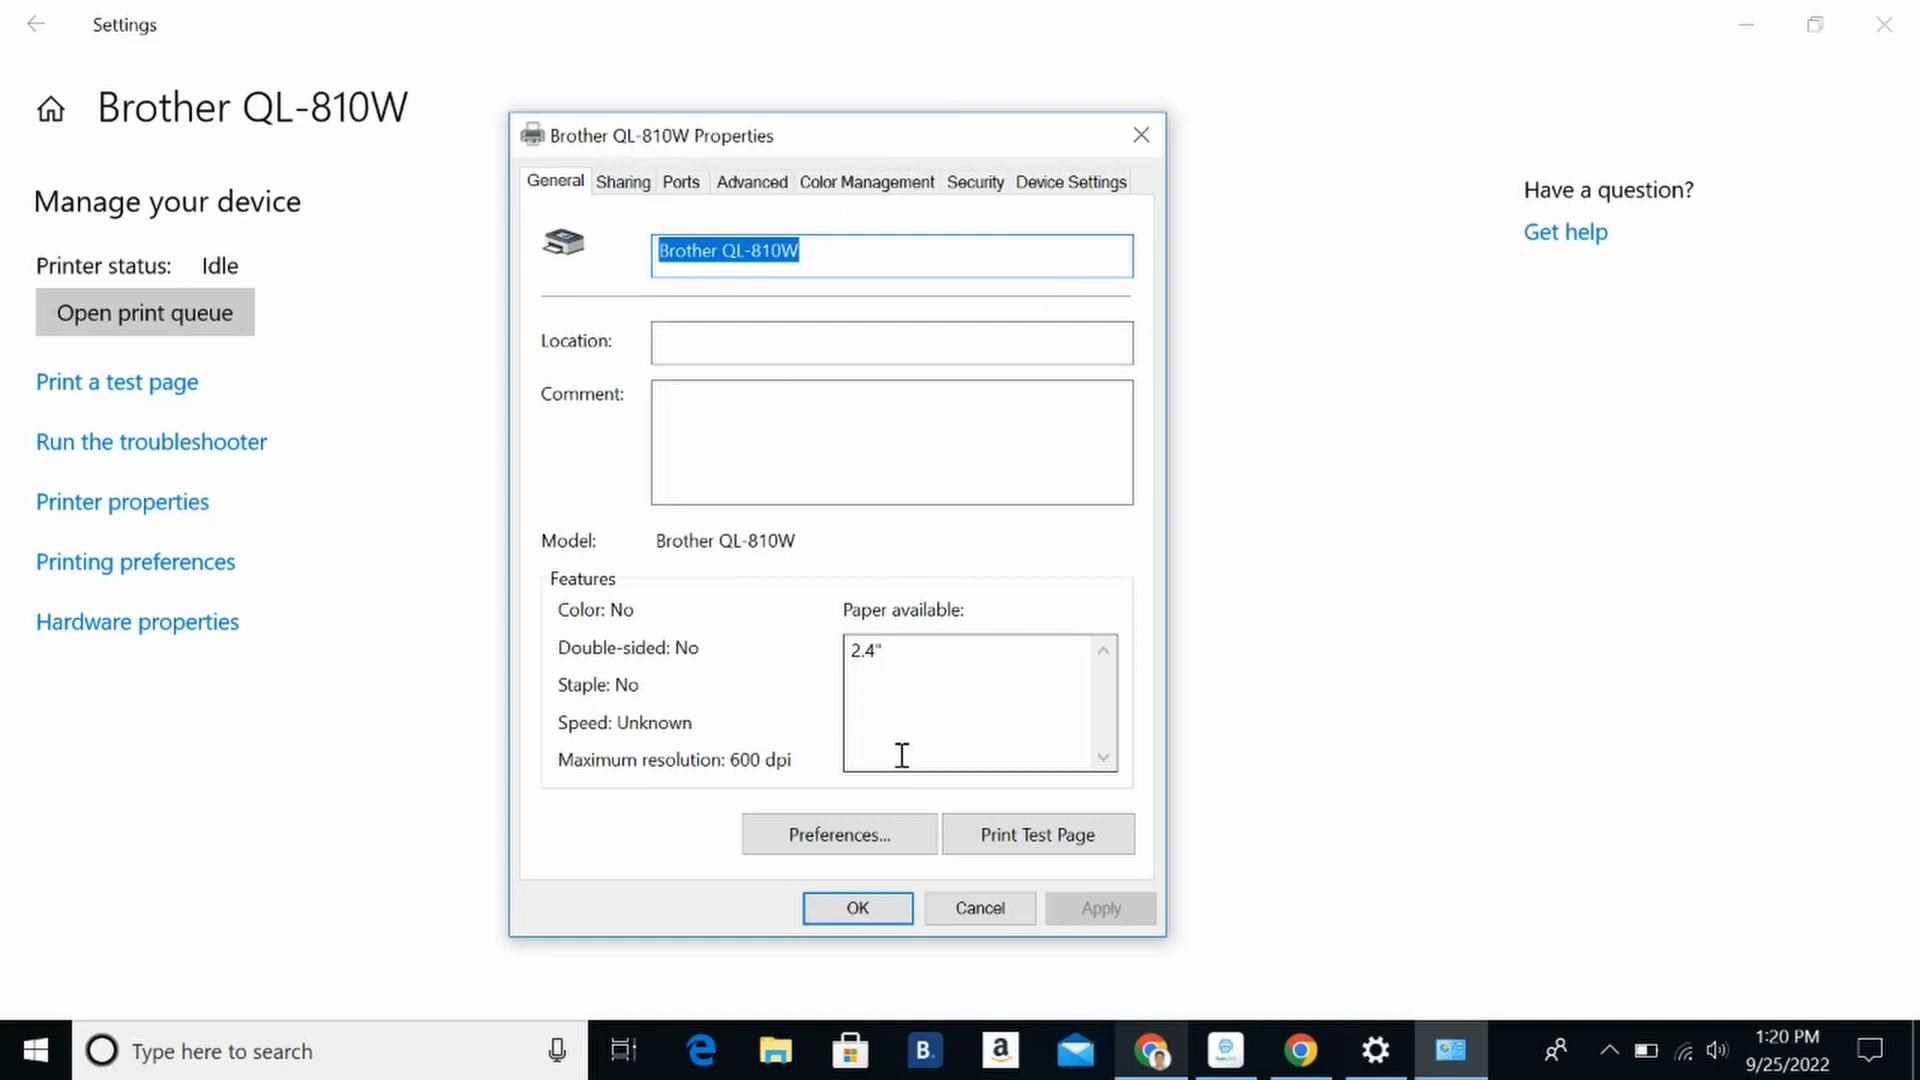 Settings
Brother QL-810W
Manage your device
Printer status: Idle
Open print queue
Print a test page
Run the troubleshooter
Printer properties
Printing preferences
Hardware properties
Brother QL-810W Properties
General Sharing Ports Advanced Color Management Security Device Settings
Brother QL-810W
Location:
Comment:
Model: Brother QL-810W
Features
Color: No
Double-sided: No
Staple: No
Speed: Unknown
Maximum resolution: 600 dpi
Paper available:
2.4"
Preferences... Print Test Page
OK Cancel Apply
Have a question?
Get help
Type here to search
B.
a
1:20 PM
9/25/2022